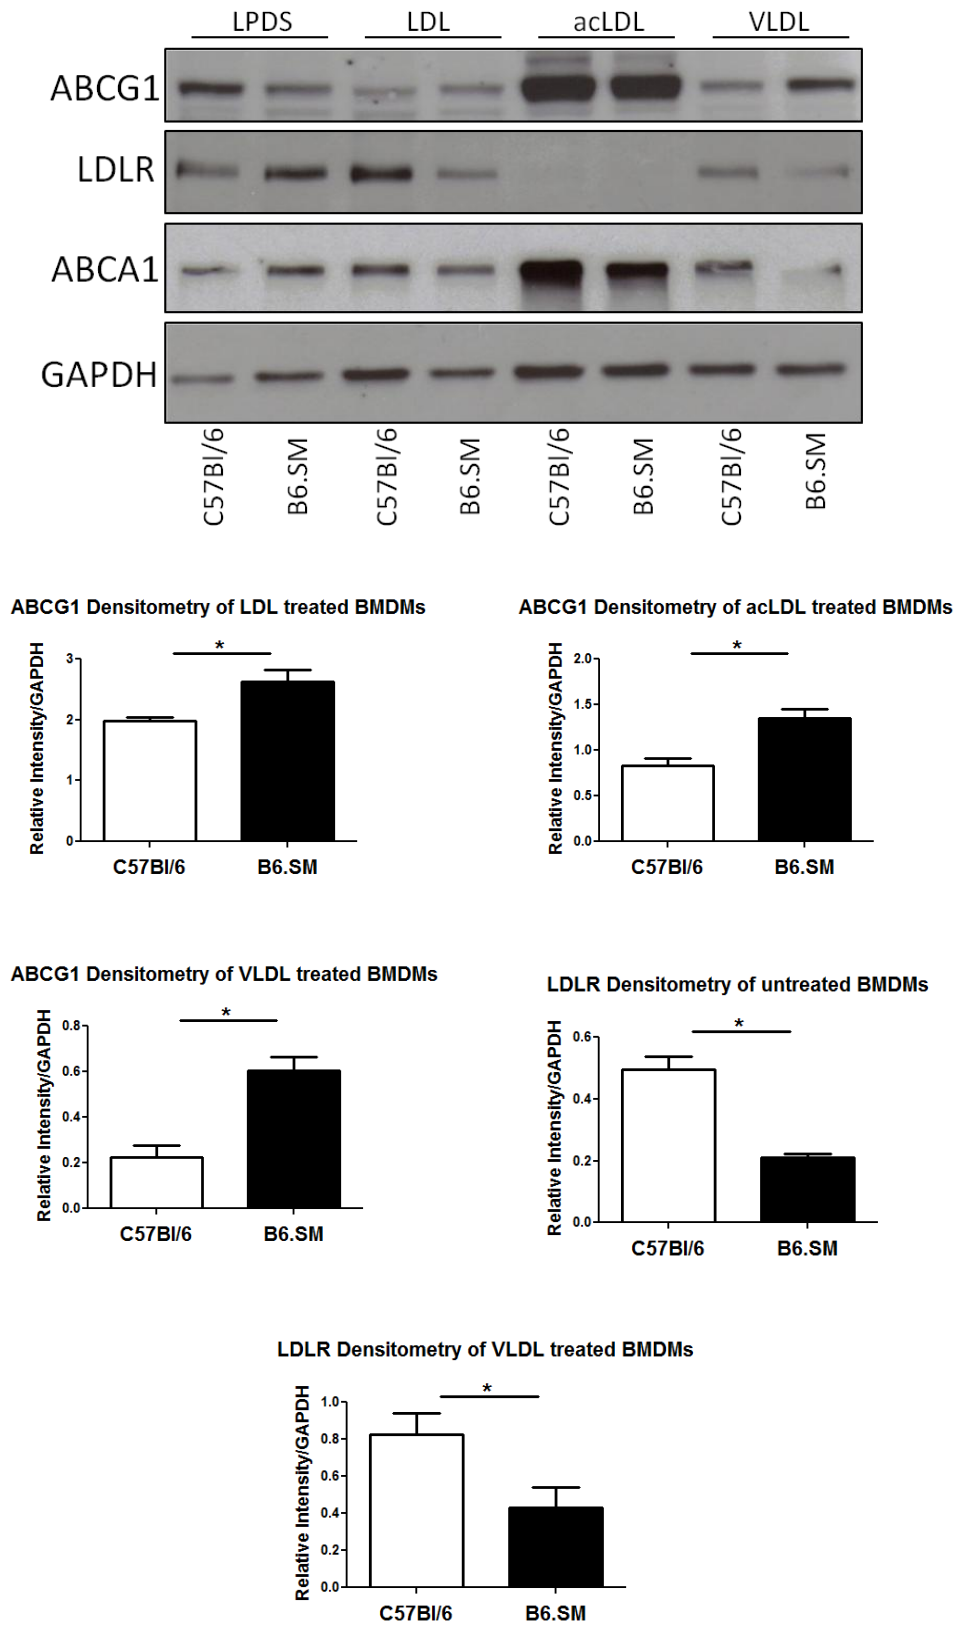 LPDS LDL acLDL VLDL
ABCG1
LDLR
ABCA1
GAPDH
C57Bl/6 B6.SM C57Bl/6 B6.SM C57Bl/6 B6.SM C57Bl/6 B6.SM
ABCG1 Densitometry of LDL treated BMDMs
Relative Intensity/GAPDH
3
2
1
0
*
C57Bl/6 B6.SM
ABCG1 Densitometry of acLDL treated BMDMs
Relative Intensity/GAPDH
2.0
1.5
1.0
0.5
0.0
*
C57Bl/6 B6.SM
ABCG1 Densitometry of VLDL treated BMDMs
Relative Intensity/GAPDH
0.8
0.6
0.4
0.2
0.0
*
C57Bl/6 B6.SM
LDLR Densitometry of untreated BMDMs
Relative Intensity/GAPDH
0.6
0.4
0.2
0.0
*
C57Bl/6 B6.SM
LDLR Densitometry of VLDL treated BMDMs
Relative Intensity/GAPDH
1.0
0.8
0.6
0.4
0.2
0.0
*
C57Bl/6 B6.SM